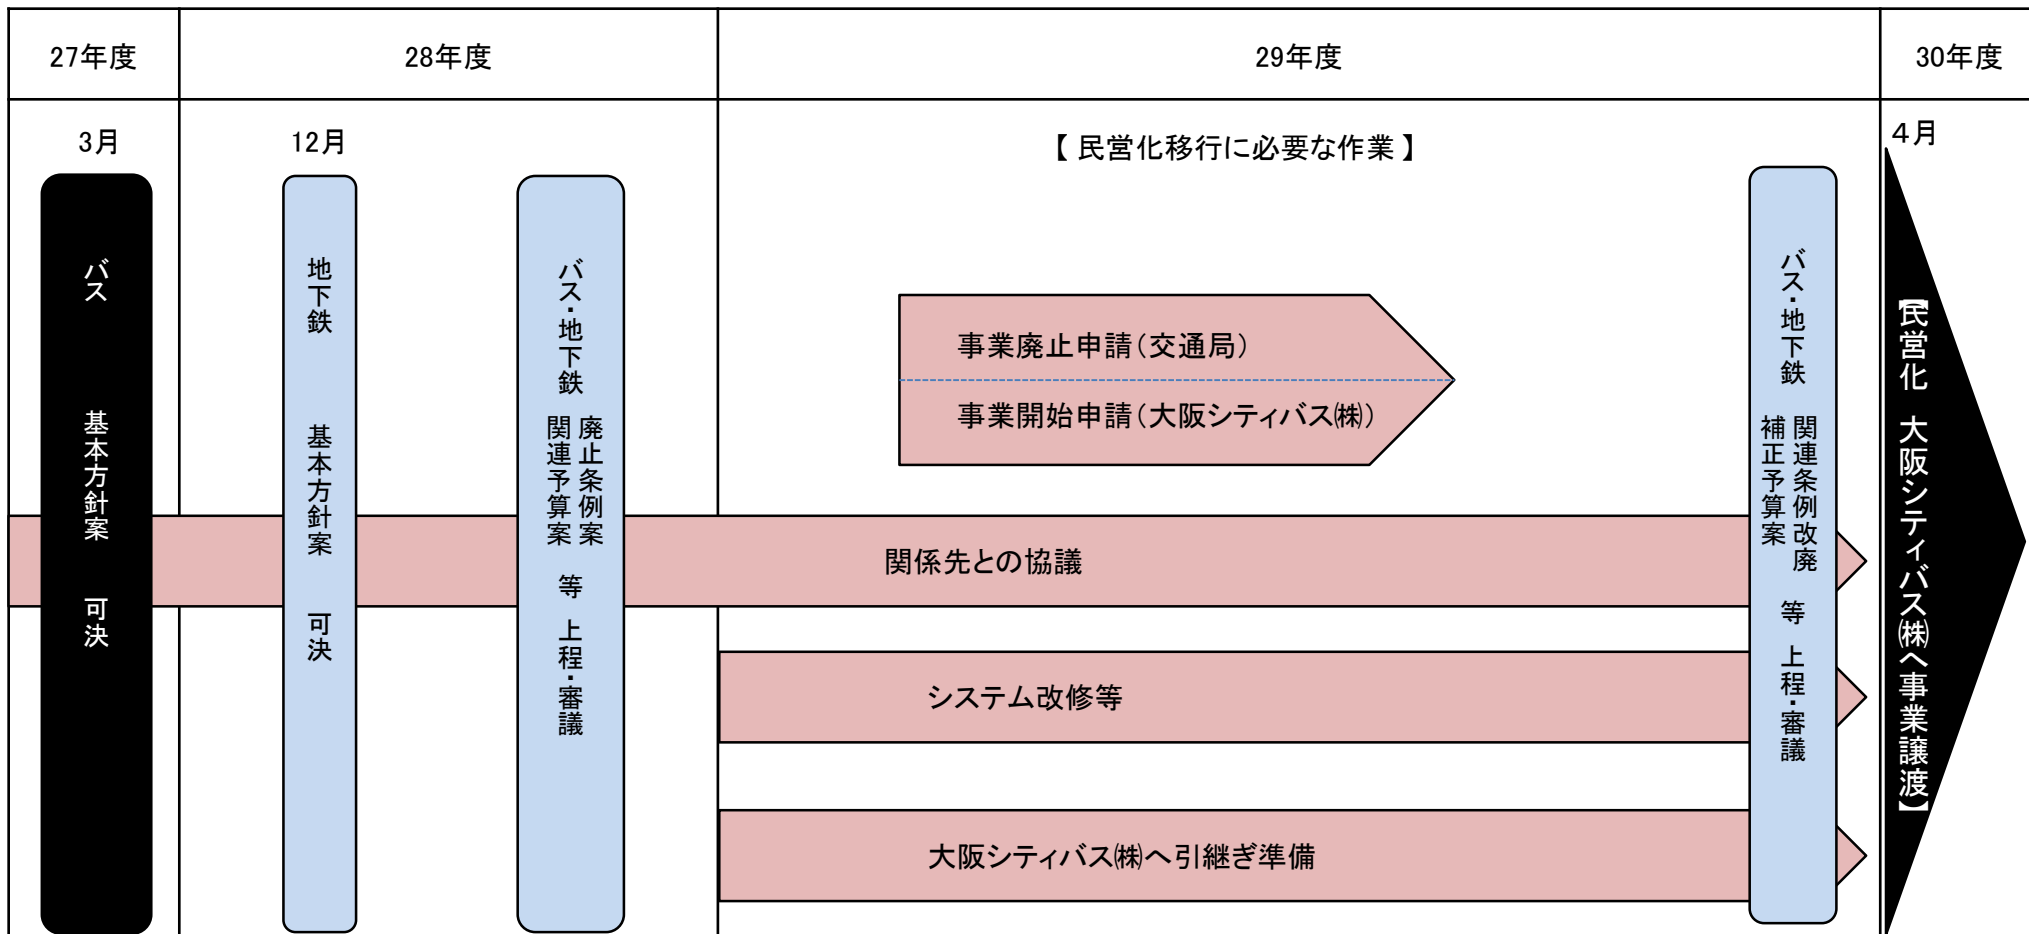 27年度
28年度
29年度
30年度
3月
12月
【 民営化移行に必要な作業 】
4月
バス　基本方針案　可決
地下鉄　基本方針案　可決
バス・地下鉄
廃止条例案
関連予算案
等　上程・審議
事業廃止申請（交通局）
事業開始申請（大阪シティバス㈱）
関係先との協議
システム改修等
大阪シティバス㈱へ引継ぎ準備
バス・地下鉄
関連条例改廃
補正予算案
等　上程・審議
【民営化　大阪シティバス㈱へ事業譲渡】